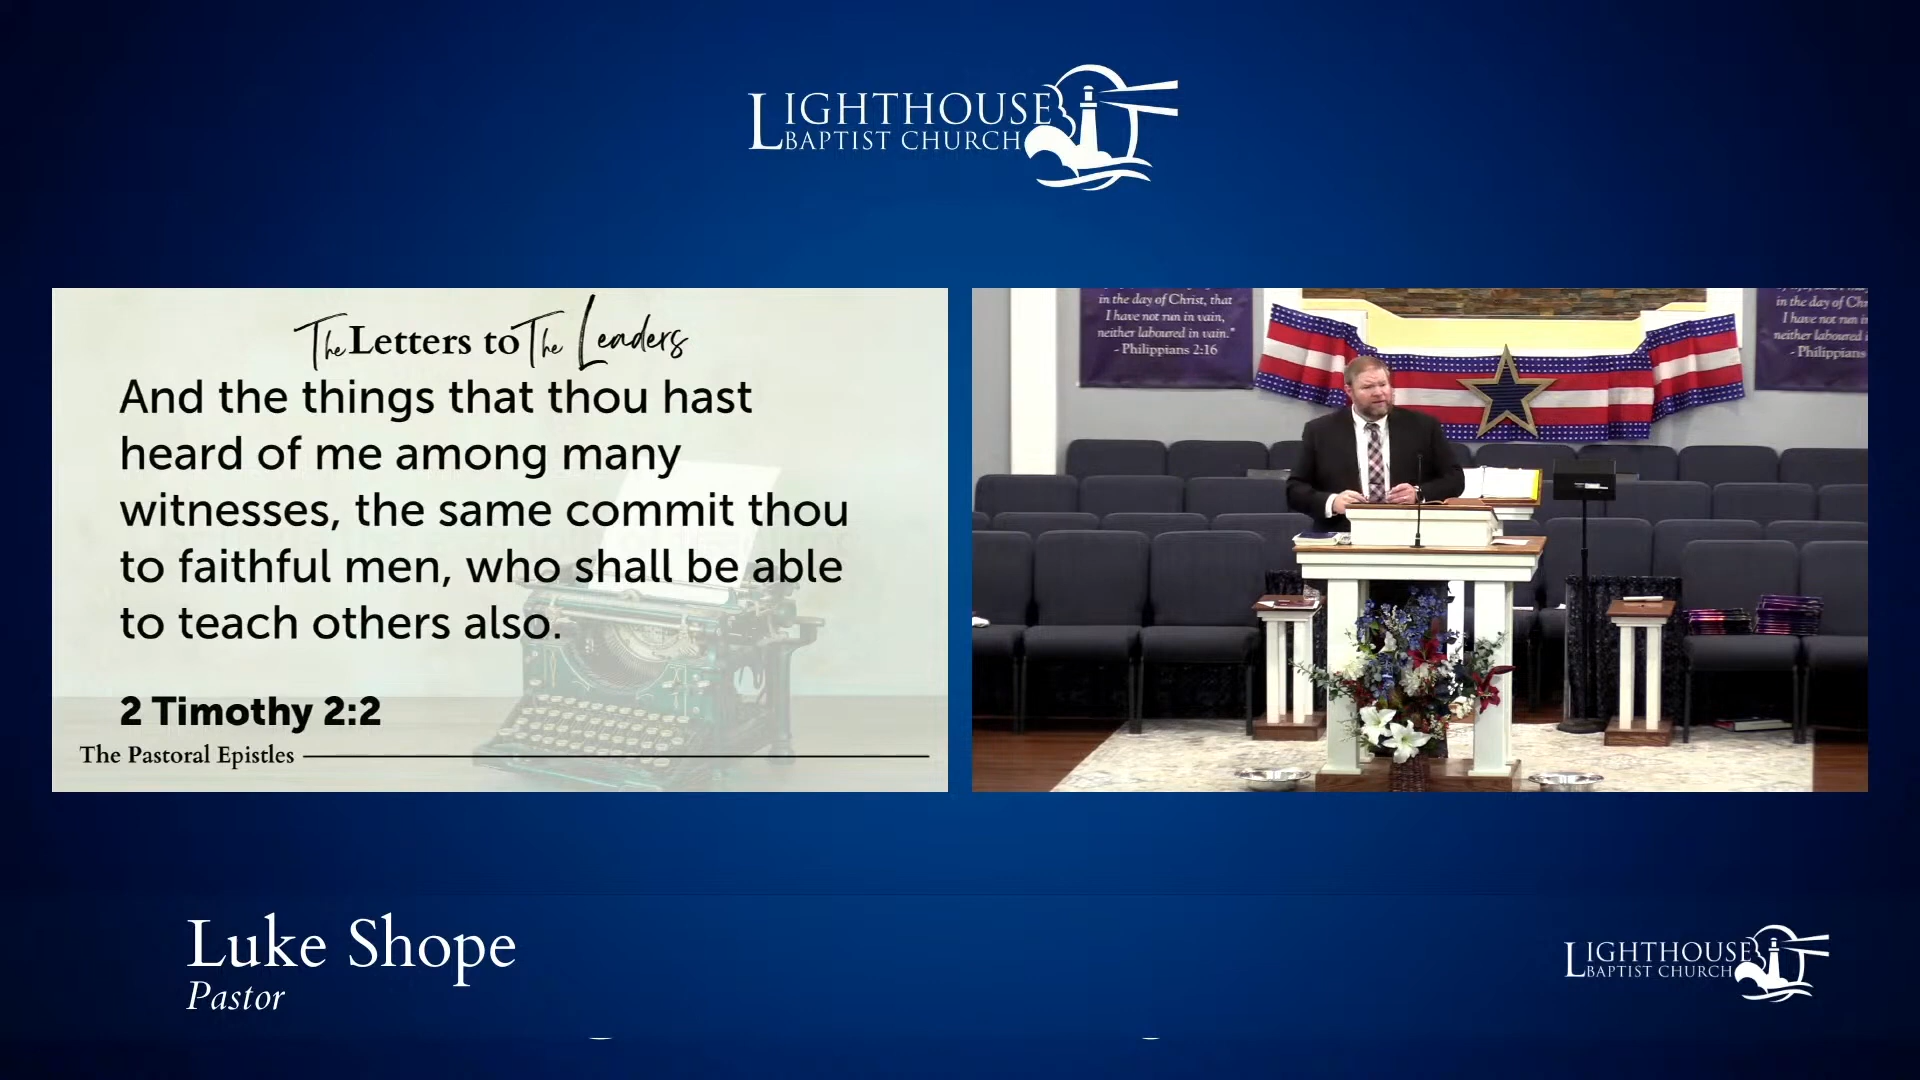 LIGHTHOUSE
BAPTIST CHURCH
The Letters to The Leaders
And the things that thou hast
heard of me among many
witnesses, the same commit thou
to faithful men, who shall be able
to teach others also.
2 Timothy 2:2
The Pastoral Epistles
in the day of Christ, that
I have not run in vain,
neither laboured in vain."
- Philippians 2:16
in the day of
I have not run in
neither laboured
- Philippians
Luke Shope
Pastor
LIGHTHOUSE
BAPTIST CHURCH